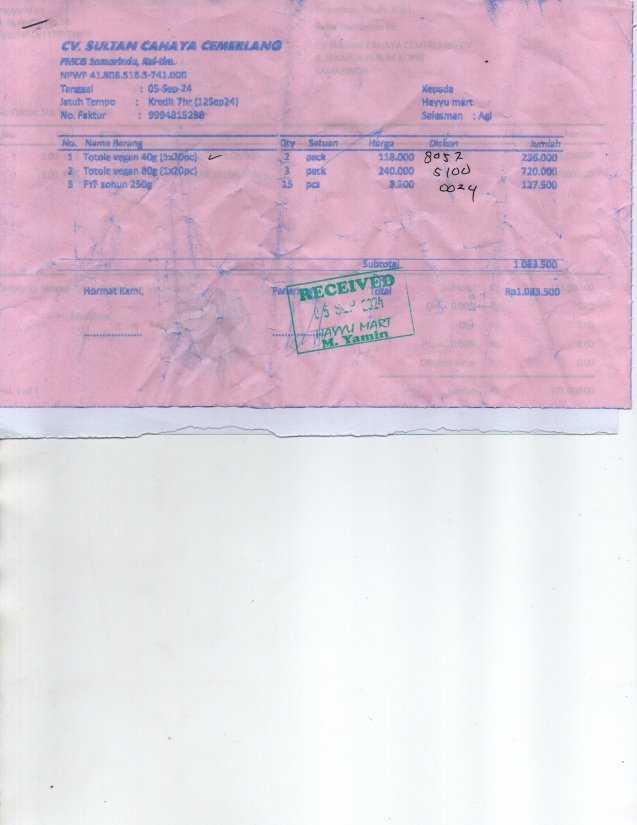 CV. SULTAN CAHAYA CEMERLANG
PMCB Samarinda, Kal-tim.
NPWP 41.808.516.3-741.000
Tanggal : 05-Sep-24
Kepada
Jatuh Tempo : Kredit 7hr (12Sep24)
Hayyu mart
No. Faktur : 9994815288
Salesman : Agi
No. Nama Barang Qty Satuan Harga Diskon Jumlah
1 Totole vegan 40g (1x20pc) 2 pack 118.000 8057 236.000
2 Totole vegan 80g (1x20pc) 3 pack 240.000 5100 720.000
3 FYF sohun 250g 15 pcs 8.500 0024 127.500
Subtotal 1.083.500
Hormat Kami, Total Rp1.083.500
RECEIVED
05 SEP 2024
HAYYU MART
M. Yamin